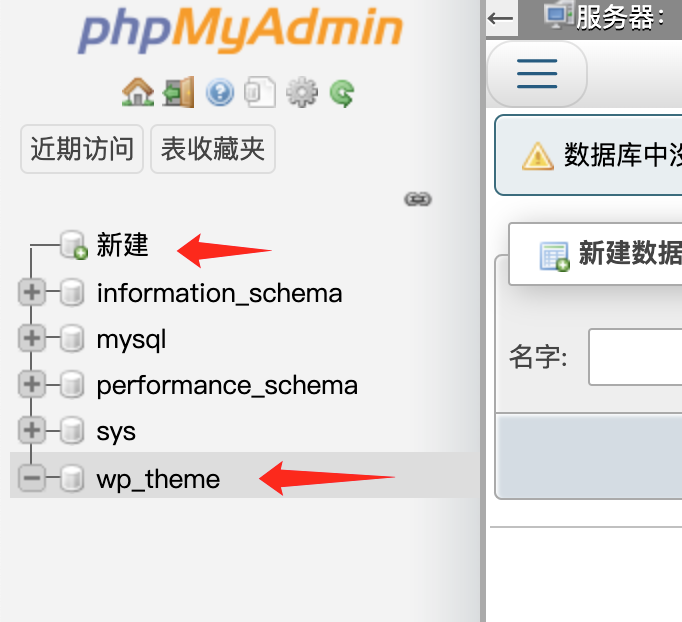 phpMyAdmin
近期访问 表收藏夹
新建
information_schema
mysql
performance_schema
sys
wp_theme
服务器：
数据库中
新建数据
名字: